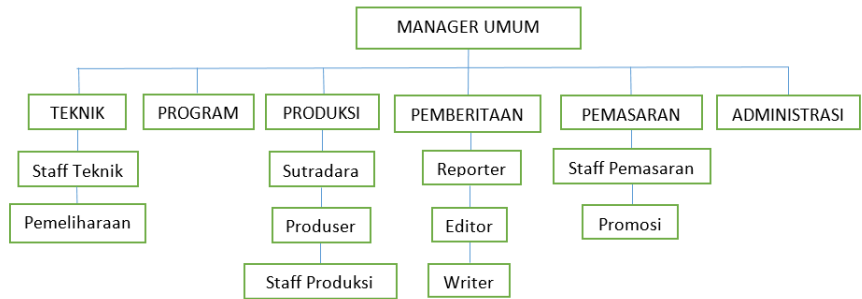 MANAGER UMUM
TEKNIK
PROGRAM
PRODUKSI
PEMBERITAAN
PEMASARAN
ADMINISTRASI
Staff Teknik
Sutradara
Reporter
Staff Pemasaran
Pemeliharaan
Produser
Editor
Promosi
Staff Produksi
Writer